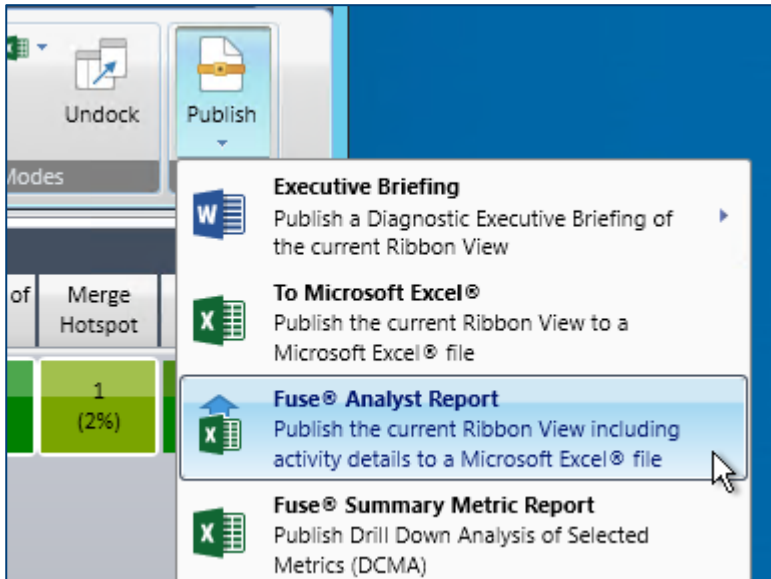 Undock
Publish
Modes
Executive Briefing
Publish a Diagnostic Executive Briefing of
the current Ribbon View
of
Merge
Hotspot
To Microsoft Excel®
Publish the current Ribbon View to a
Microsoft Excel® file
1
(2%)
Fuse® Analyst Report
Publish the current Ribbon View including
activity details to a Microsoft Excel® file
Fuse® Summary Metric Report
Publish Drill Down Analysis of Selected
Metrics (DCMA)